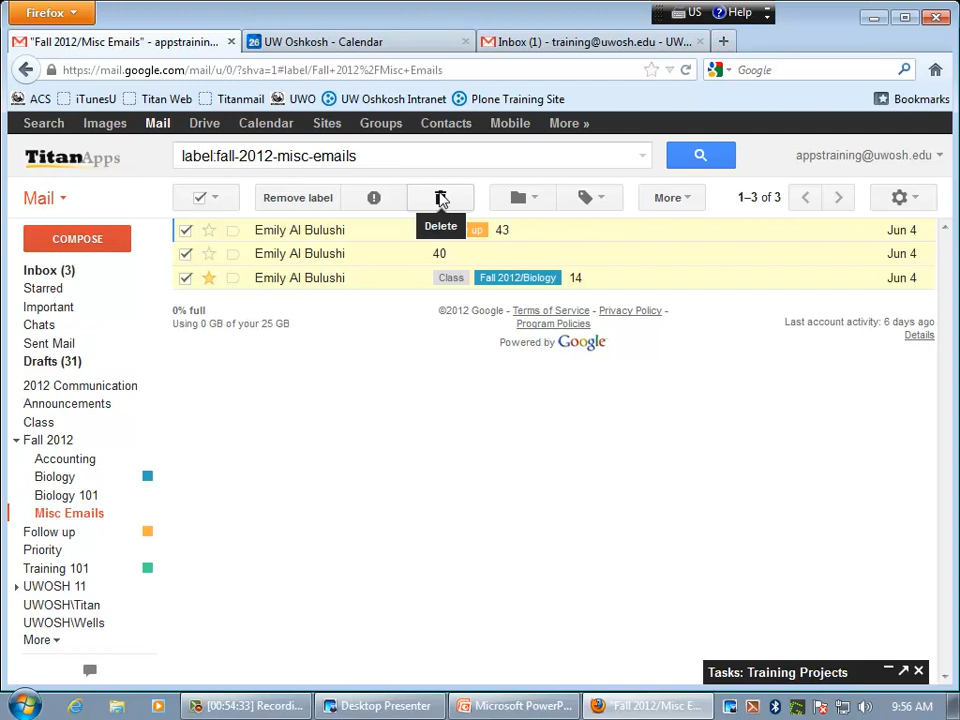 Firefox
US Help
"Fall 2012/Misc Emails" - appstrainin...
26 UW Oshkosh - Calendar
Inbox (1) - training@uwosh.edu - UW...
https://mail.google.com/mail/u/0/?shva=1#label/Fall+2012%2FMisc+Emails
Google
ACS iTunesU Titan Web Titanmail UWO UW Oshkosh Intranet Plone Training Site Bookmarks
Search Images Mail Drive Calendar Sites Groups Contacts Mobile More »
TitanApps
label:fall-2012-misc-emails
appstraining@uwosh.edu
Mail
Remove label
More
1–3 of 3
Delete
COMPOSE
Emily Al Bulushi up 43 Jun 4
Emily Al Bulushi 40 Jun 4
Emily Al Bulushi Class Fall 2012/Biology 14 Jun 4
0% full
Using 0 GB of your 25 GB
©2012 Google - Terms of Service - Privacy Policy -
Program Policies
Powered by Google
Last account activity: 6 days ago
Details
Inbox (3)
Starred
Important
Chats
Sent Mail
Drafts (31)
2012 Communication
Announcements
Class
Fall 2012
Accounting
Biology
Biology 101
Misc Emails
Follow up
Priority
Training 101
UWOSH 11
UWOSH\Titan
UWOSH\Wells
More
Tasks: Training Projects
[00:54:33] Recordi...
Desktop Presenter
Microsoft PowerP...
"Fall 2012/Misc E...
9:56 AM